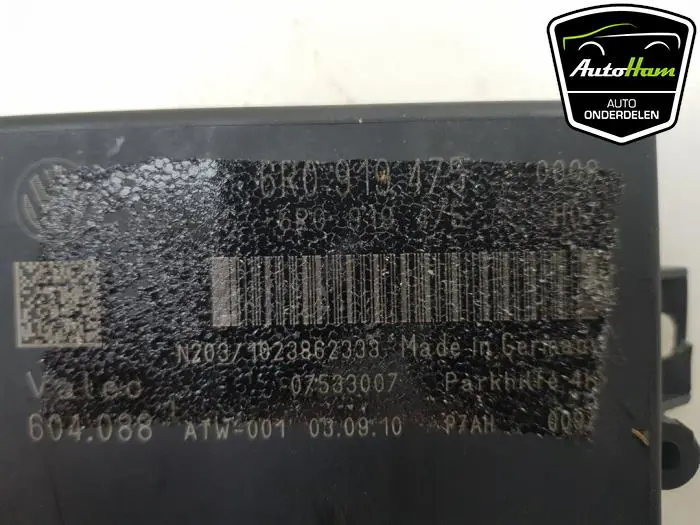 AutoHam
AUTO
ONDERDELEN
6R0 919 475
6R0 919 475
N203/1023862333 Made in Germany
Valeo 07533007 Parkhilfe 4K
604.088 ATW-001 03.09.10 P7AH